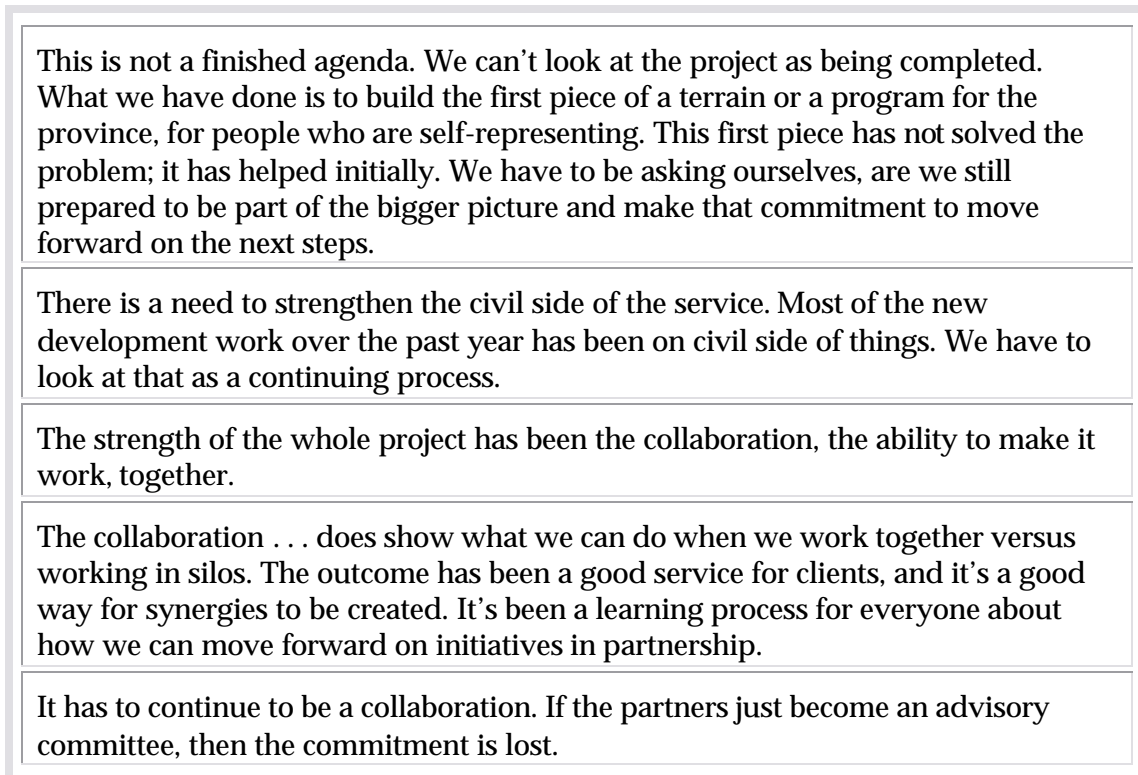 This is not a finished agenda. We can't look at the project as being completed.
What we have done is to build the first piece of a terrain or a program for the
province, for people who are self-representing. This first piece has not solved the
problem; it has helped initially. We have to be asking ourselves, are we still
prepared to be part of the bigger picture and make that commitment to move
forward on the next steps.
There is a need to strengthen the civil side of the service. Most of the new
development work over the past year has been on civil side of things. We have to
look at that as a continuing process.
The strength of the whole project has been the collaboration, the ability to make it
work, together.
The collaboration . . . does show what we can do when we work together versus
working in silos. The outcome has been a good service for clients, and it's a good
way for synergies to be created. It's been a learning process for everyone about
how we can move forward on initiatives in partnership.
It has to continue to be a collaboration. If the partners just become an advisory
committee, then the commitment is lost.